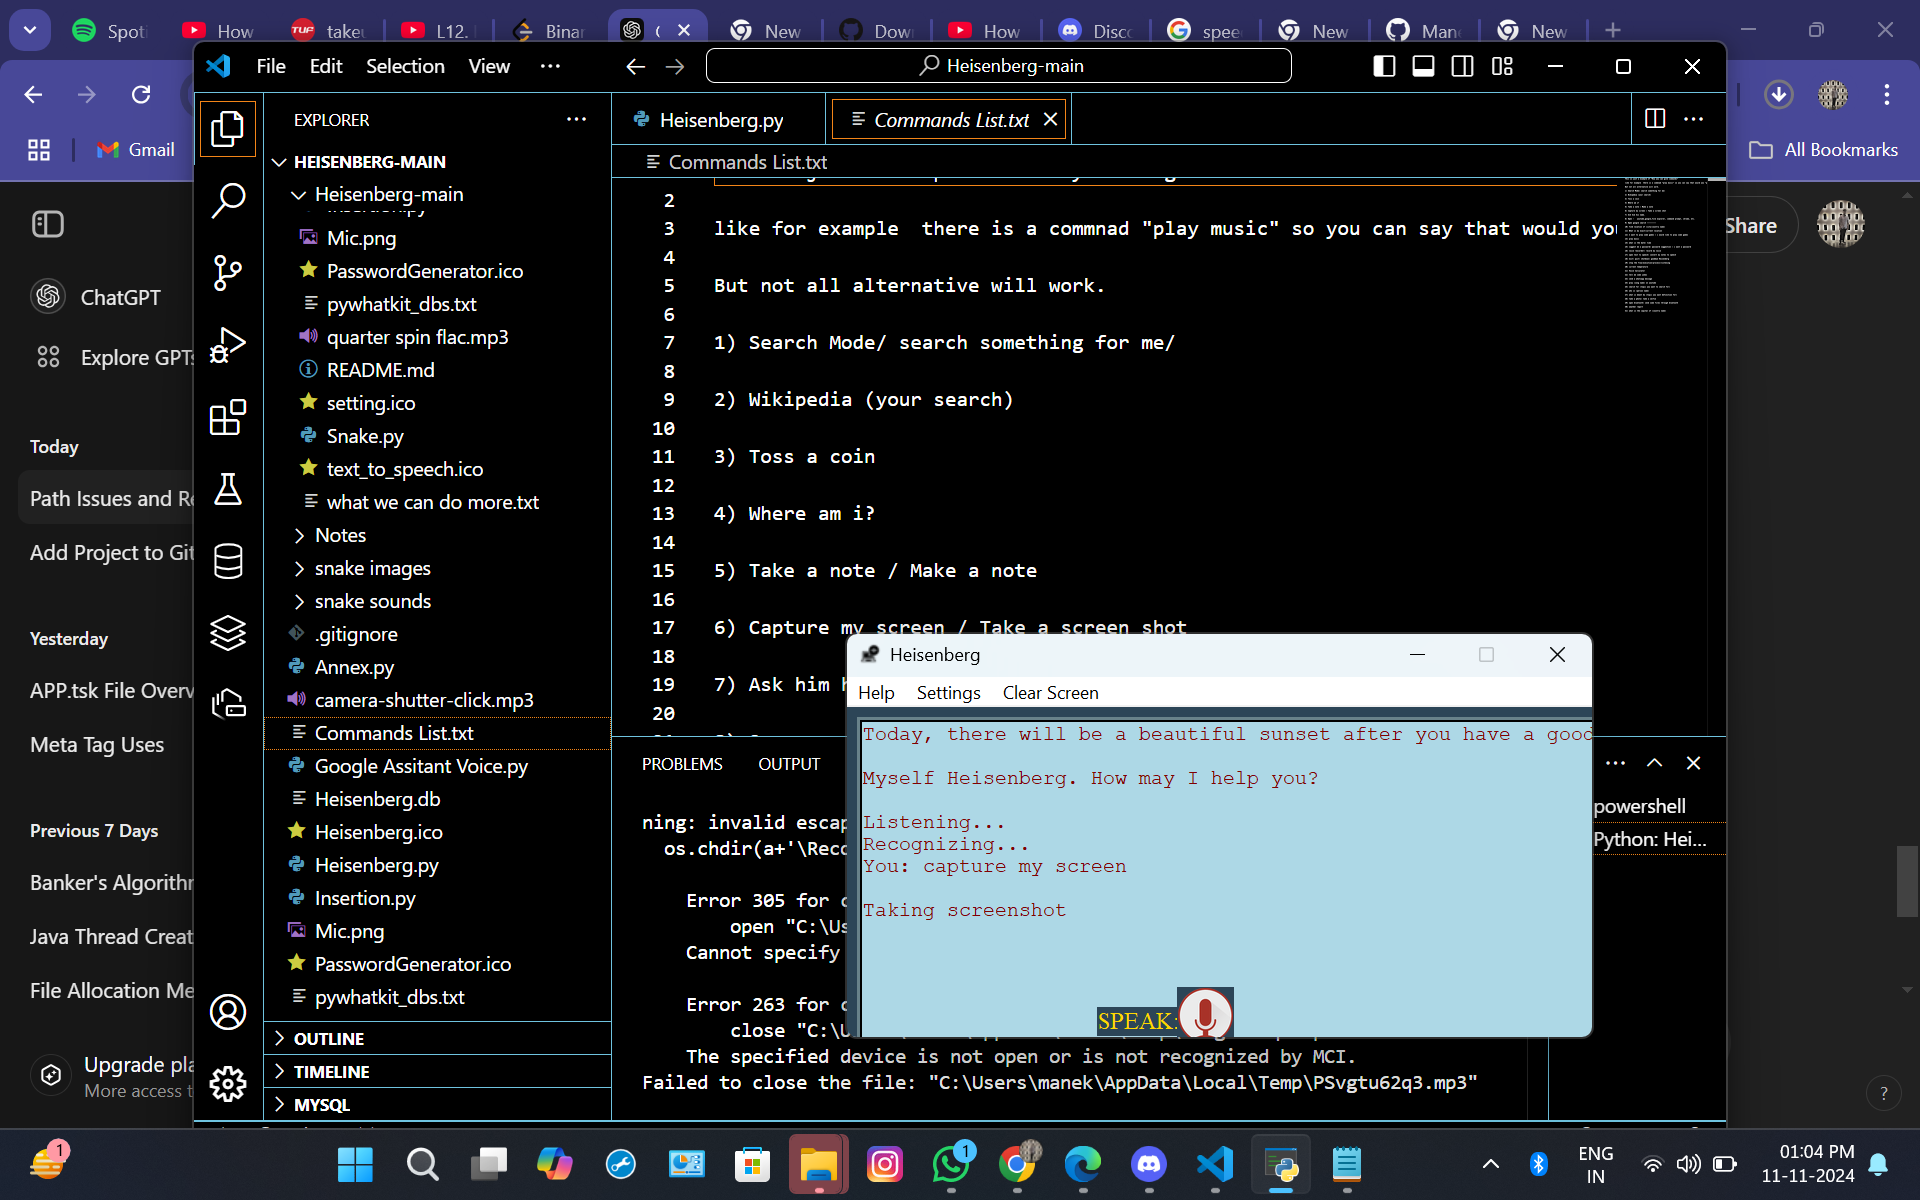 Spoti
How
takeu
L12.
Binar
(
New
Down
How
Disco
spee
New
Mane
New
Gmail
All Bookmarks
File Edit Selection View
Heisenberg-main
EXPLORER
HEISENBERG-MAIN
Heisenberg-main
Mic.png
PasswordGenerator.ico
pywhatkit_dbs.txt
quarter spin flac.mp3
README.md
setting.ico
Snake.py
text_to_speech.ico
what we can do more.txt
Notes
snake images
snake sounds
.gitignore
Annex.py
camera-shutter-click.mp3
Commands List.txt
Google Assitant Voice.py
Heisenberg.db
Heisenberg.ico
Heisenberg.py
Insertion.py
Mic.png
PasswordGenerator.ico
pywhatkit_dbs.txt
OUTLINE
TIMELINE
MYSQL
Heisenberg.py
Commands List.txt
Commands List.txt
2
3 like for example  there is a commnad "play music" so you can say that would you
4
5 But not all alternative will work.
6
7 1) Search Mode/ search something for me/
8
9 2) Wikipedia (your search)
10
11 3) Toss a coin
12
13 4) Where am i?
14
15 5) Take a note / Make a note
16
17 6) Capture my screen / Take a screen shot
18
19 7) Ask him h
20
PROBLEMS OUTPUT
ning: invalid escap
os.chdir(a+'\Reco
Error 305 for c
open "C:\Us
Cannot specify
Error 263 for c
close "C:\U
The specified device is not open or is not recognized by MCI.
Failed to close the file: "C:\Users\manek\AppData\Local\Temp\PSvgtu62q3.mp3"
powershell
Python: Hei...
Heisenberg
Help Settings Clear Screen
Today, there will be a beautiful sunset after you have a good
Myself Heisenberg. How may I help you?
Listening...
Recognizing...
You: capture my screen
Taking screenshot
SPEAK:
ChatGPT
Explore GPTs
Today
Path Issues and Re
Add Project to Git
Yesterday
APP.tsk File Overv
Meta Tag Uses
Previous 7 Days
Banker's Algorithm
Java Thread Creat
File Allocation Me
Upgrade pla
More access t
Share
?
1
1
ENG
IN
01:04 PM
11-11-2024